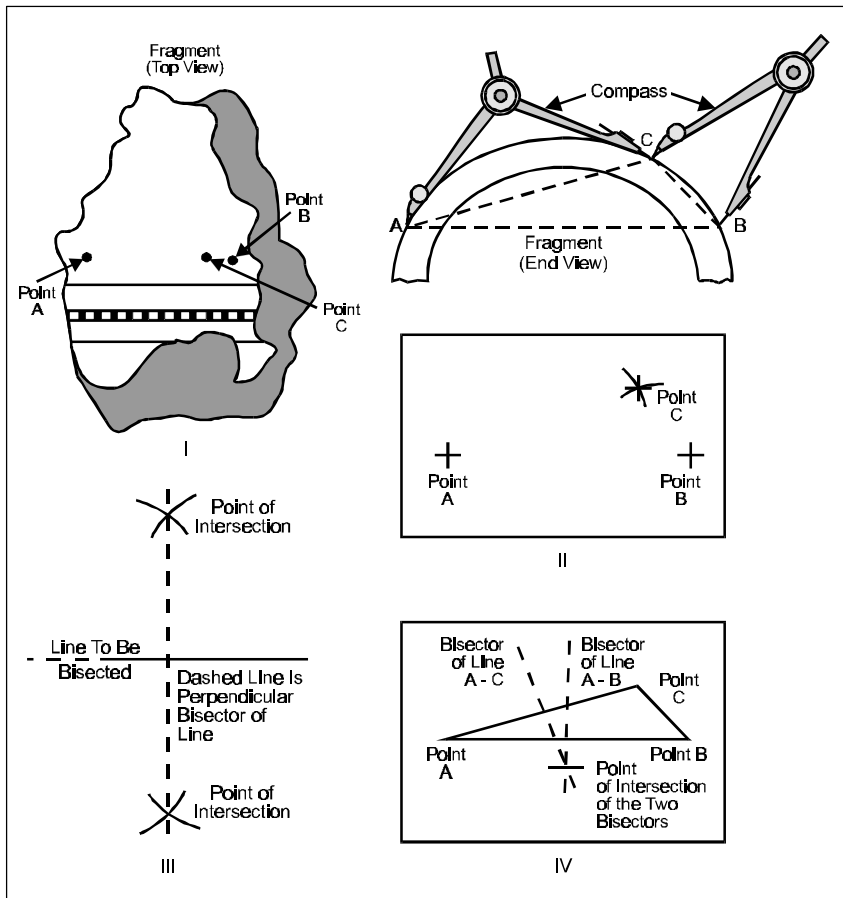 Fragment
(Top View)
Point
B
Point
A
Point
C
I
Compass
C
A
B
Fragment
(End View)
Point
C
Point
A
Point
B
II
Point of
Intersection
Line To Be
Bisected
Dashed Line Is
Perpendicular
Bisector of
Line
Point of
Intersection
III
Bisector
of Line
A - C
Bisector
of Line
A - B
Point
C
Point
A
Point B
Point
of Intersection
of the Two
Bisectors
IV